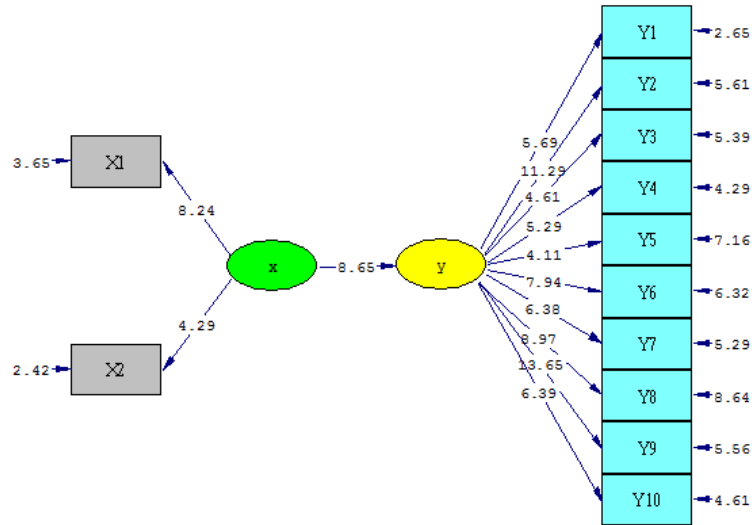 Y1
2.65
Y2
5.61
Y3
5.39
5.69
3.65
X1
11.29
4.61
Y4
4.29
8.24
5.29
Y5
7.16
4.11
x
8.65
y
7.94
Y6
6.32
6.38
4.29
8.97
Y7
5.29
2.42
X2
13.65
6.39
Y8
8.64
Y9
5.56
Y10
4.61